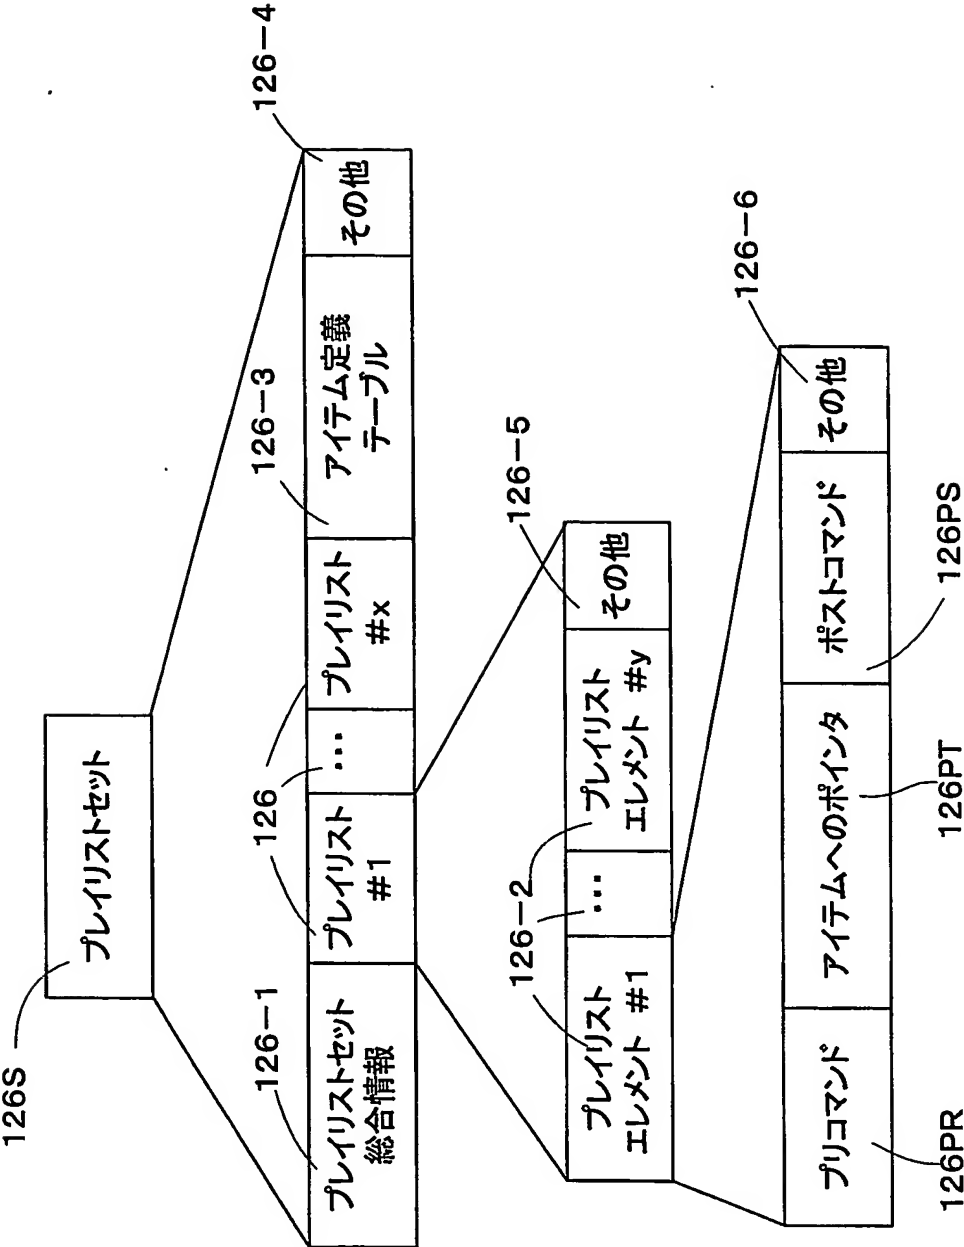 126S
プレイリストセット
126-1
126
126-3
126-4
プレイリストセット
総合情報
プレイリスト
#1
...
プレイリスト
#x
アイテム定義
テーブル
その他
126-2
126-5
プレイリスト
エレメント #1
...
プレイリスト
エレメント #y
その他
126-6
プリコマンド
アイテムへのポインタ
ポストコマンド
その他
126PR
126PT
126PS